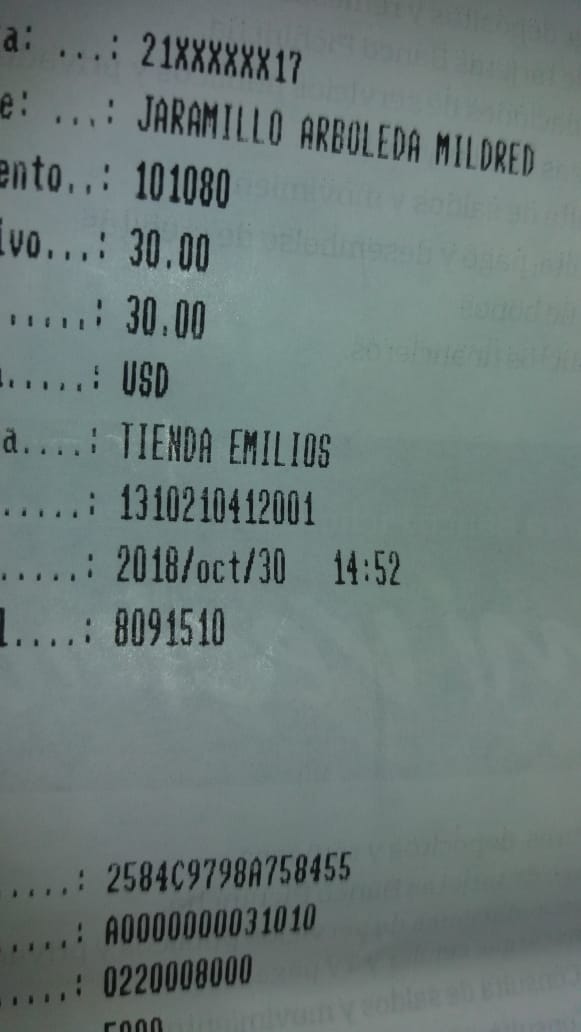 a: ...: 21XXXXXX17
e: ...: JARAMILLO ARBOLEDA MILDRED
ento..: 101080
ivo...: 30.00
.....: 30.00
.....: USD
a....: TIENDA EMILIOS
.....: 1310210412001
.....: 2018/oct/30 14:52
l....: 8091510
....: 2584C9798A758455
.....: A0000000031010
.....: 0220008000